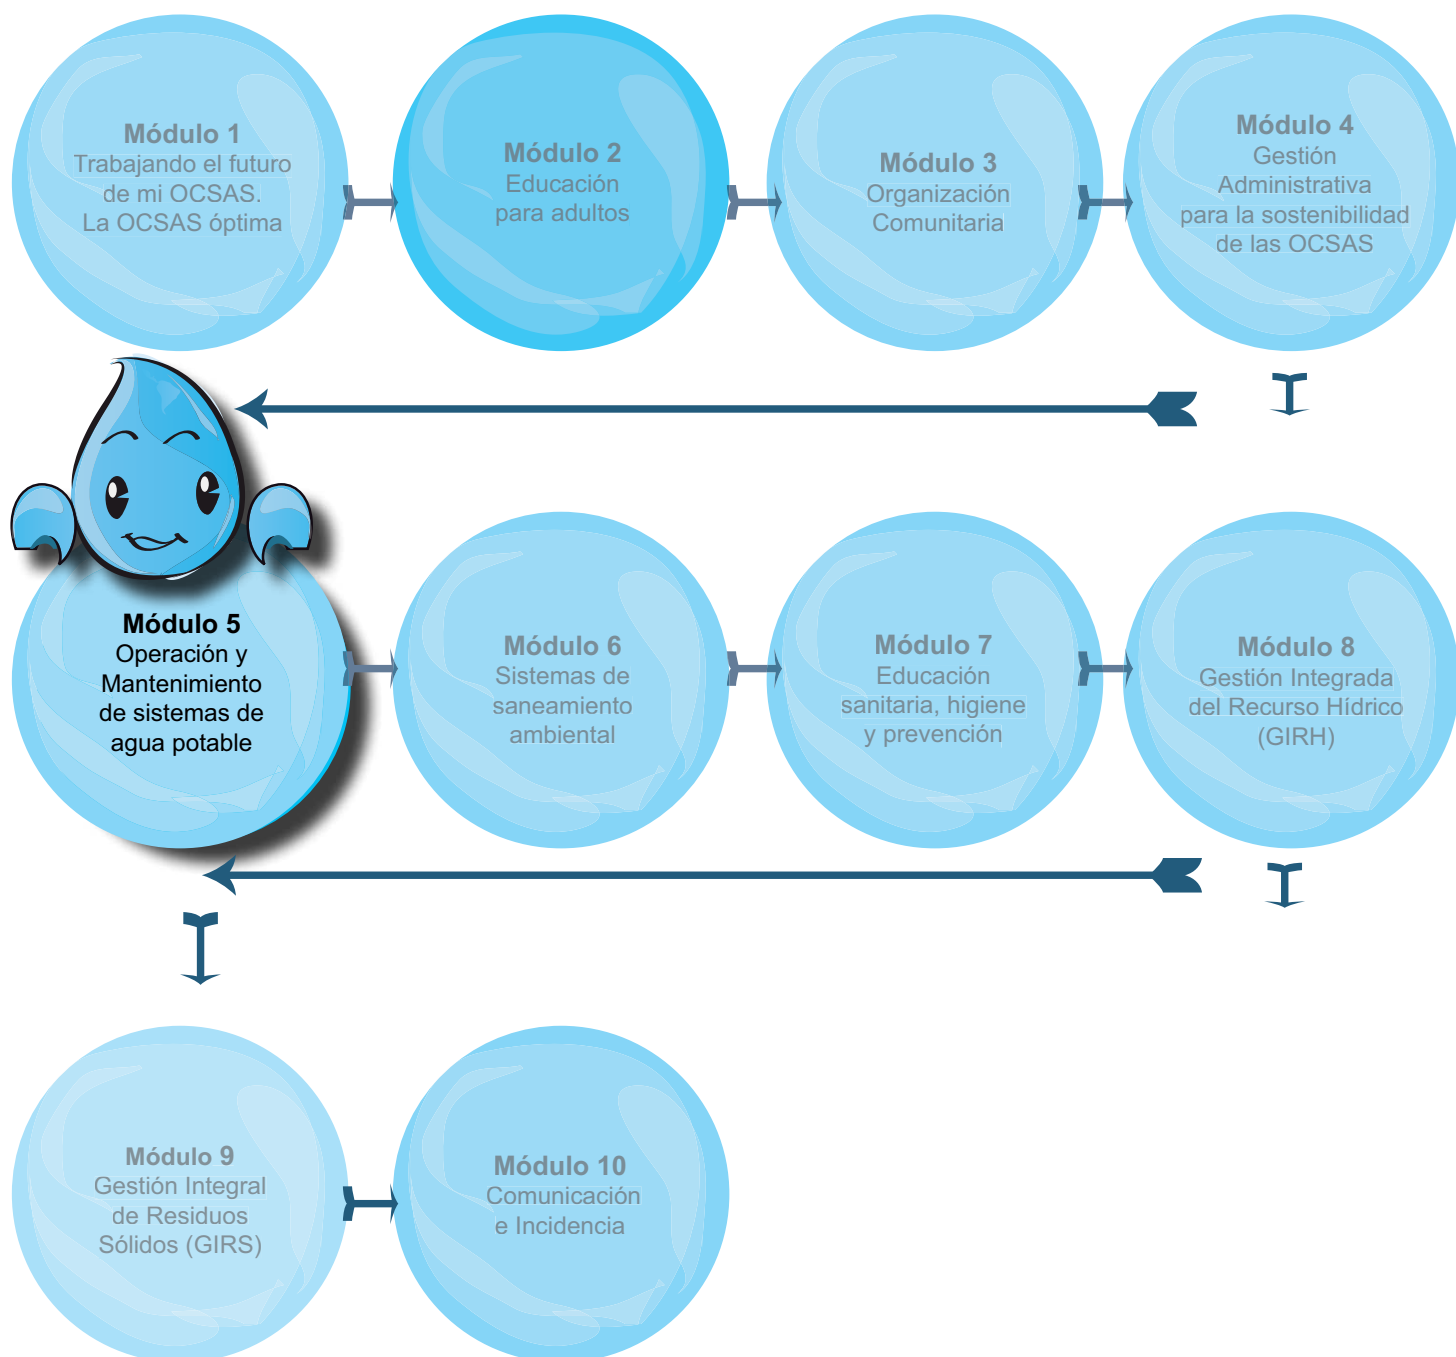 Módulo 1
Trabajando el futuro
de mi OCSAS.
La OCSAS óptima
Módulo 2
Educación
para adultos
Módulo 3
Organización
Comunitaria
Módulo 4
Gestión
Administrativa
para la sostenibilidad
de las OCSAS
Módulo 5
Operación y
Mantenimiento
de sistemas de
agua potable
Módulo 6
Sistemas de
saneamiento
ambiental
Módulo 7
Educación
sanitaria, higiene
y prevención
Módulo 8
Gestión Integrada
del Recurso Hídrico
(GIRH)
Módulo 9
Gestión Integral
de Residuos
Sólidos (GIRS)
Módulo 10
Comunicación
e Incidencia